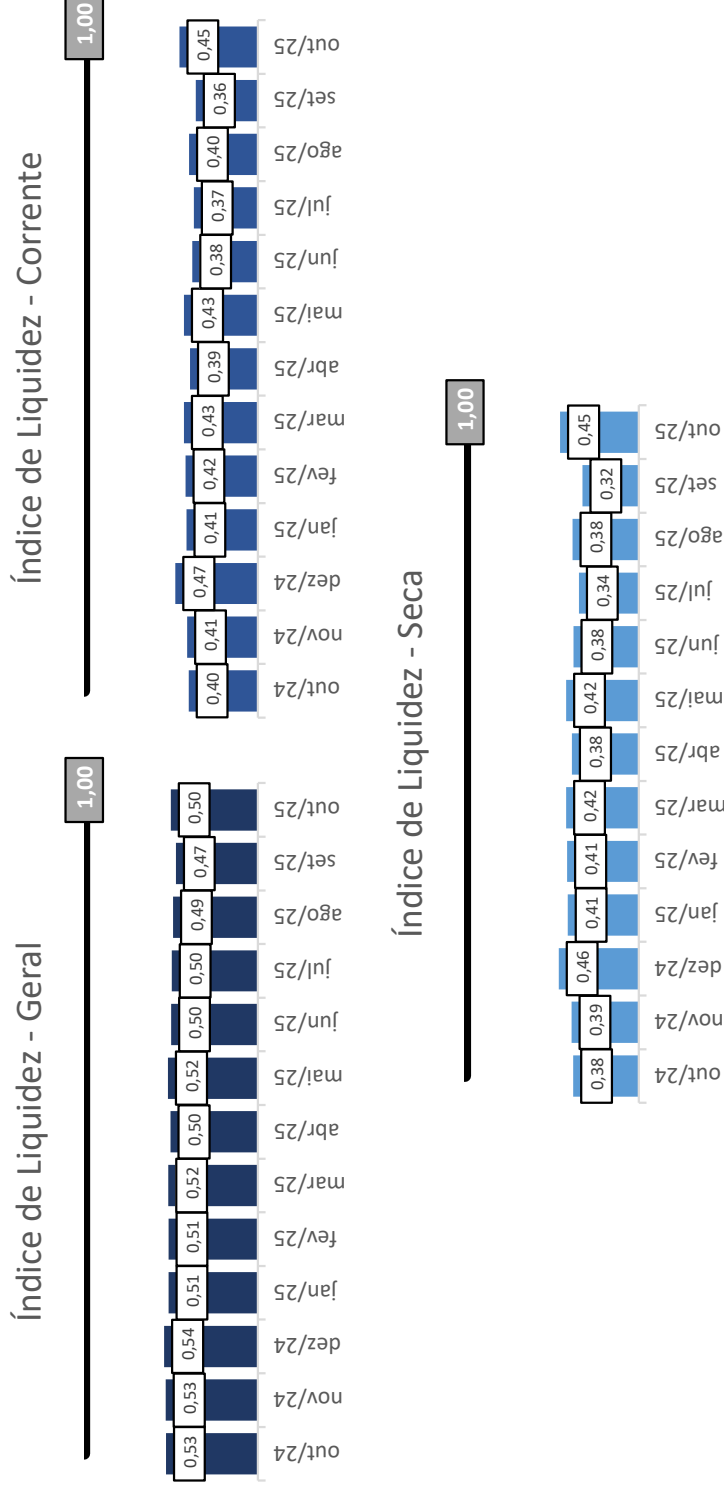 Índice de Liquidez - Geral
1,00
0,53
0,53
0,54
0,51
0,51
0,52
0,50
0,52
0,50
0,50
0,49
0,47
0,50
out/24
nov/24
dez/24
jan/25
fev/25
mar/25
abr/25
mai/25
jun/25
jul/25
ago/25
set/25
out/25
Índice de Liquidez - Corrente
1,00
0,40
0,41
0,47
0,41
0,42
0,43
0,39
0,43
0,38
0,37
0,40
0,36
0,45
out/24
nov/24
dez/24
jan/25
fev/25
mar/25
abr/25
mai/25
jun/25
jul/25
ago/25
set/25
out/25
Índice de Liquidez - Seca
1,00
0,38
0,39
0,46
0,41
0,41
0,42
0,38
0,42
0,38
0,34
0,38
0,32
0,45
out/24
nov/24
dez/24
jan/25
fev/25
mar/25
abr/25
mai/25
jun/25
jul/25
ago/25
set/25
out/25